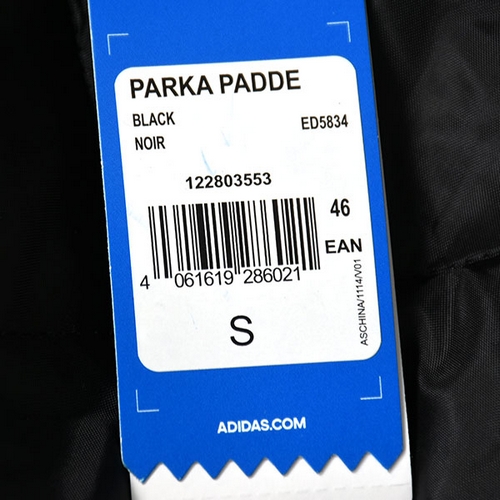 PARKA PADDE
BLACK
ED5834
NOIR
122803553
46
EAN
4 061619 286021
ASCHINA/1114/V01
S
ADIDAS.COM